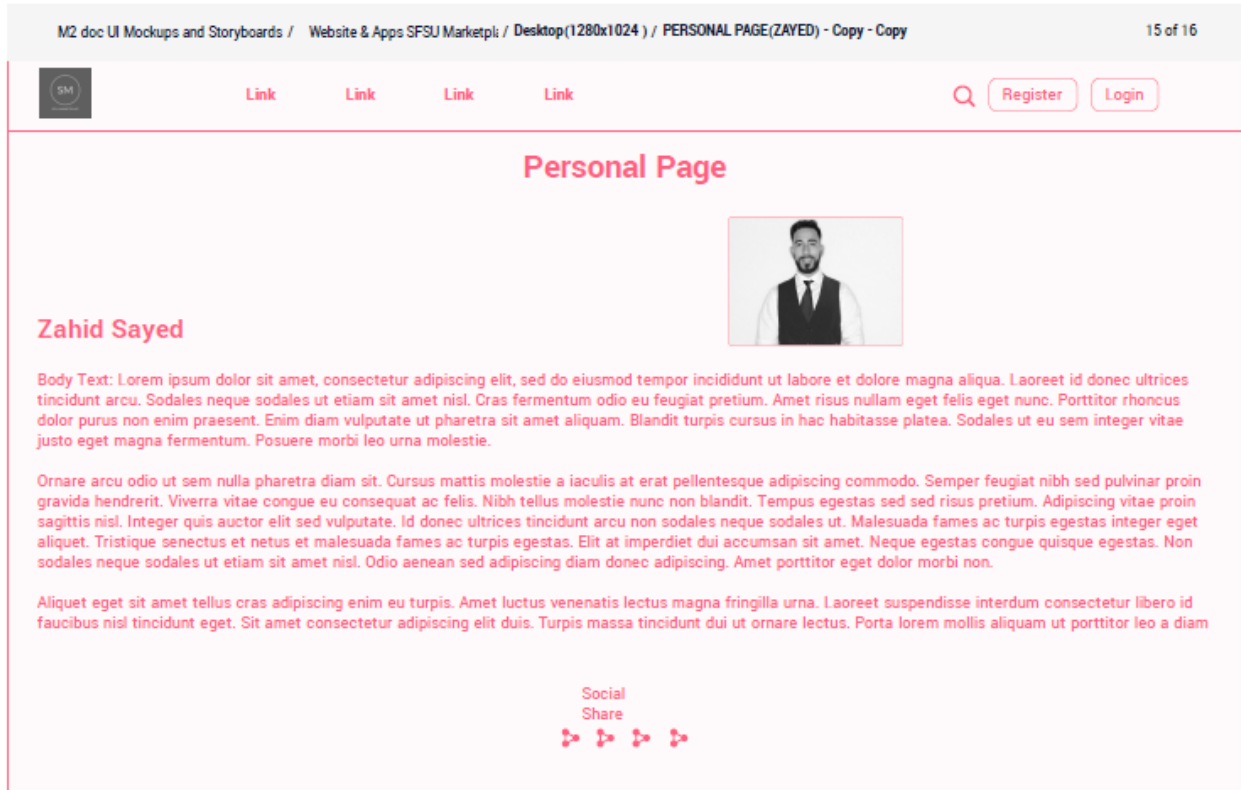 M2 doc UI Mockups and Storyboards / Website & Apps SFSU Marketpl / Desktop(1280x1024 ) / PERSONAL PAGE(ZAYED) - Copy - Copy 15 of 16
SM
Link Link Link Link Register Login
Personal Page
Zahid Sayed
Body Text: Lorem ipsum dolor sit amet, consectetur adipiscing elit, sed do eiusmod tempor incididunt ut labore et dolore magna aliqua. Laoreet id donec ultrices
tincidunt arcu. Sodales neque sodales ut etiam sit amet nisl. Cras fermentum odio eu feugiat pretium. Amet risus nullam eget felis eget nunc. Porttitor rhoncus
dolor purus non enim praesent. Enim diam vulputate ut pharetra sit amet aliquam. Blandit turpis cursus in hac habitasse platea. Sodales ut eu sem integer vitae
justo eget magna fermentum. Posuere morbi leo urna molestie.
Ornare arcu odio ut sem nulla pharetra diam sit. Cursus mattis molestie a iaculis at erat pellentesque adipiscing commodo. Semper feugiat nibh sed pulvinar proin
gravida hendrerit. Viverra vitae congue eu consequat ac felis. Nibh tellus molestie nunc non blandit. Tempus egestas sed sed risus pretium. Adipiscing vitae proin
sagittis nisl. Integer quis auctor elit sed vulputate. Id donec ultrices tincidunt arcu non sodales neque sodales ut. Malesuada fames ac turpis egestas integer eget
aliquet. Tristique senectus et netus et malesuada fames ac turpis egestas. Elit at imperdiet dui accumsan sit amet. Neque egestas congue quisque egestas. Non
sodales neque sodales ut etiam sit amet nisl. Odio aenean sed adipiscing diam donec adipiscing. Amet porttitor eget dolor morbi non.
Aliquet eget sit amet tellus cras adipiscing enim eu turpis. Amet luctus venenatis lectus magna fringilla urna. Laoreet suspendisse interdum consectetur libero id
faucibus nisl tincidunt eget. Sit amet consectetur adipiscing elit duis. Turpis massa tincidunt dui ut ornare lectus. Porta lorem mollis aliquam ut porttitor leo a diam
Social
Share